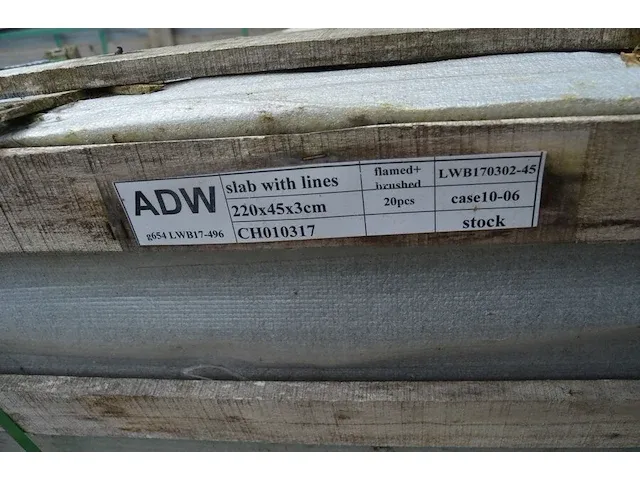 ADW
g654 LWB17-496
slab with lines
220x45x3cm
CH010317
flamed+
brushed
20pcs
LWB170302-45
case10-06
stock